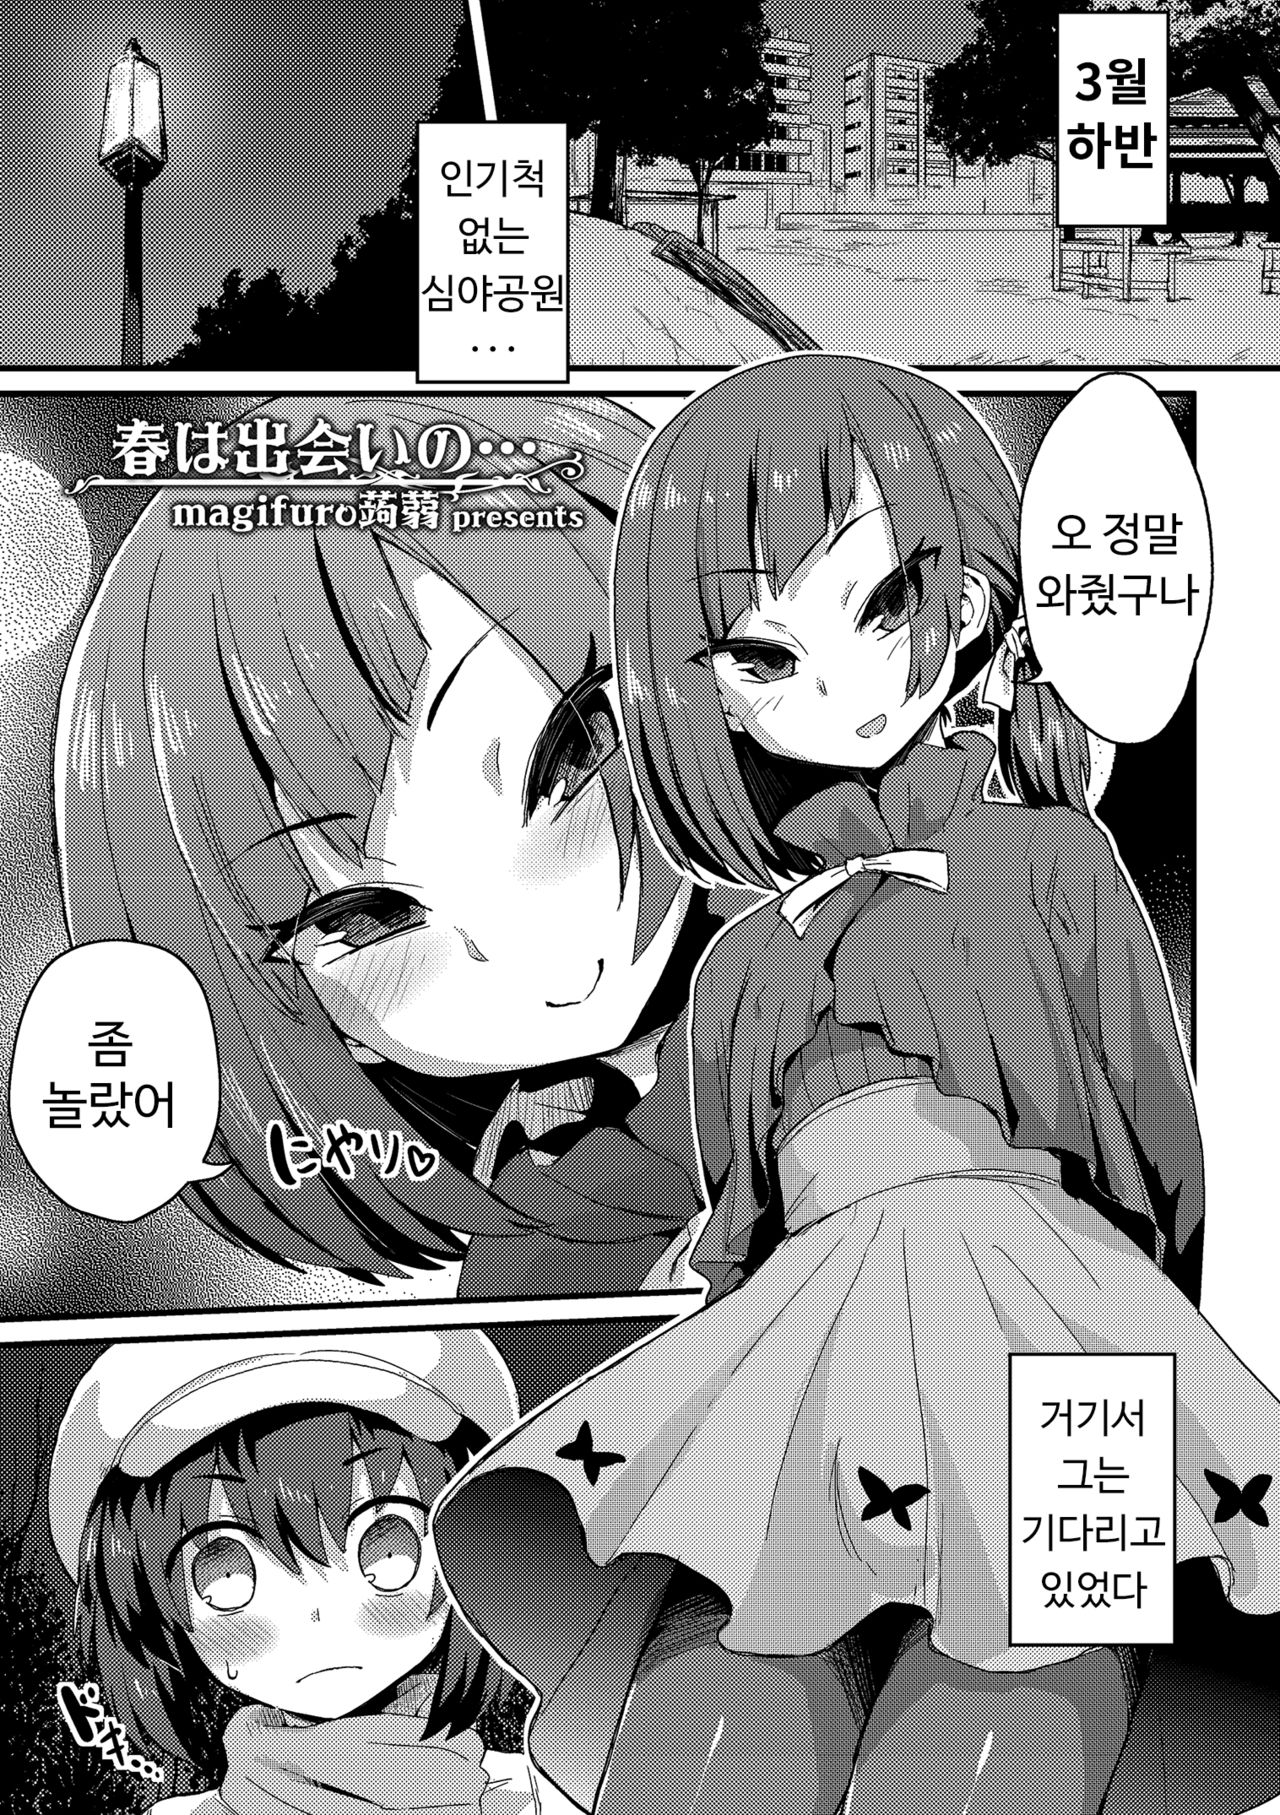 3월
하반
인기척
없는
심야공원
...
春は出会いの…
magifuro蒟蒻 presents
오 정말
와줬구나
좀
놀랐어
にやり♡
거기서
그는
기다리고
있었다
ドキ…